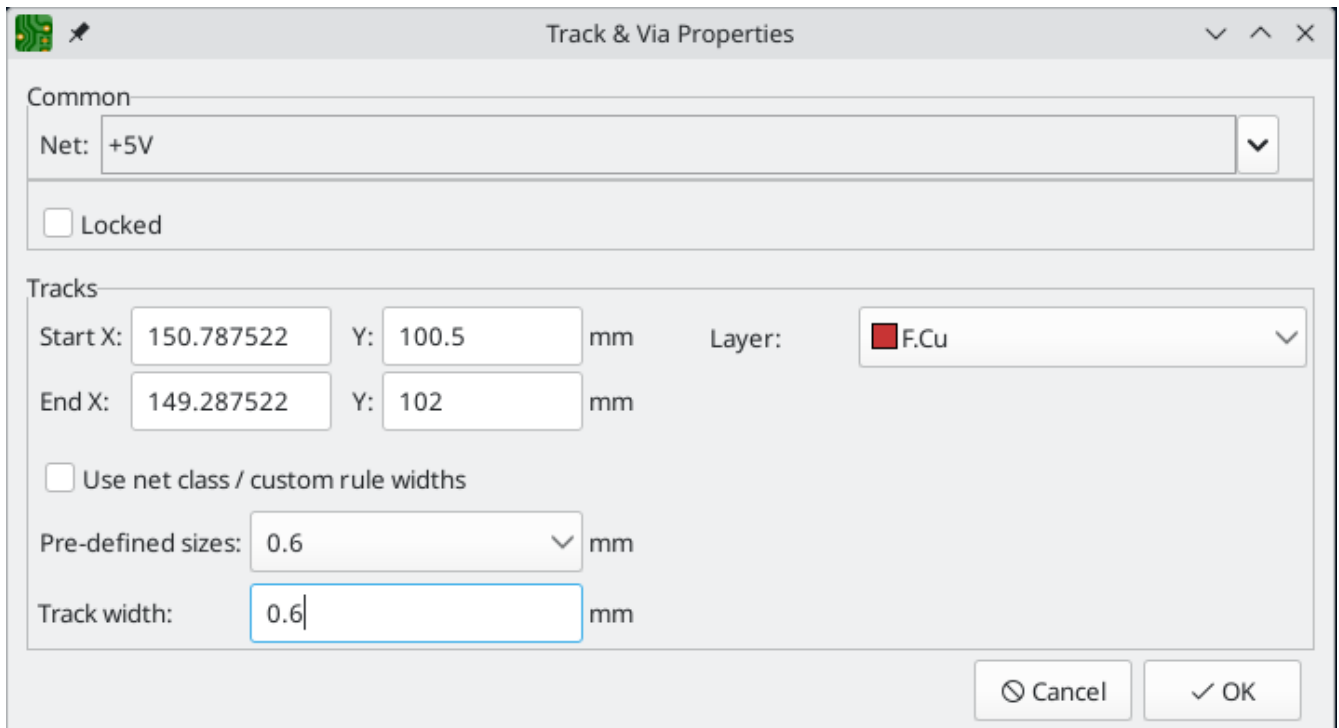 Track & Via Properties
Common
Net: +5V
Locked
Tracks
Start X: 150.787522 Y: 100.5 mm Layer: F.Cu
End X: 149.287522 Y: 102 mm
Use net class / custom rule widths
Pre-defined sizes: 0.6 mm
Track width: 0.6 mm
Cancel OK